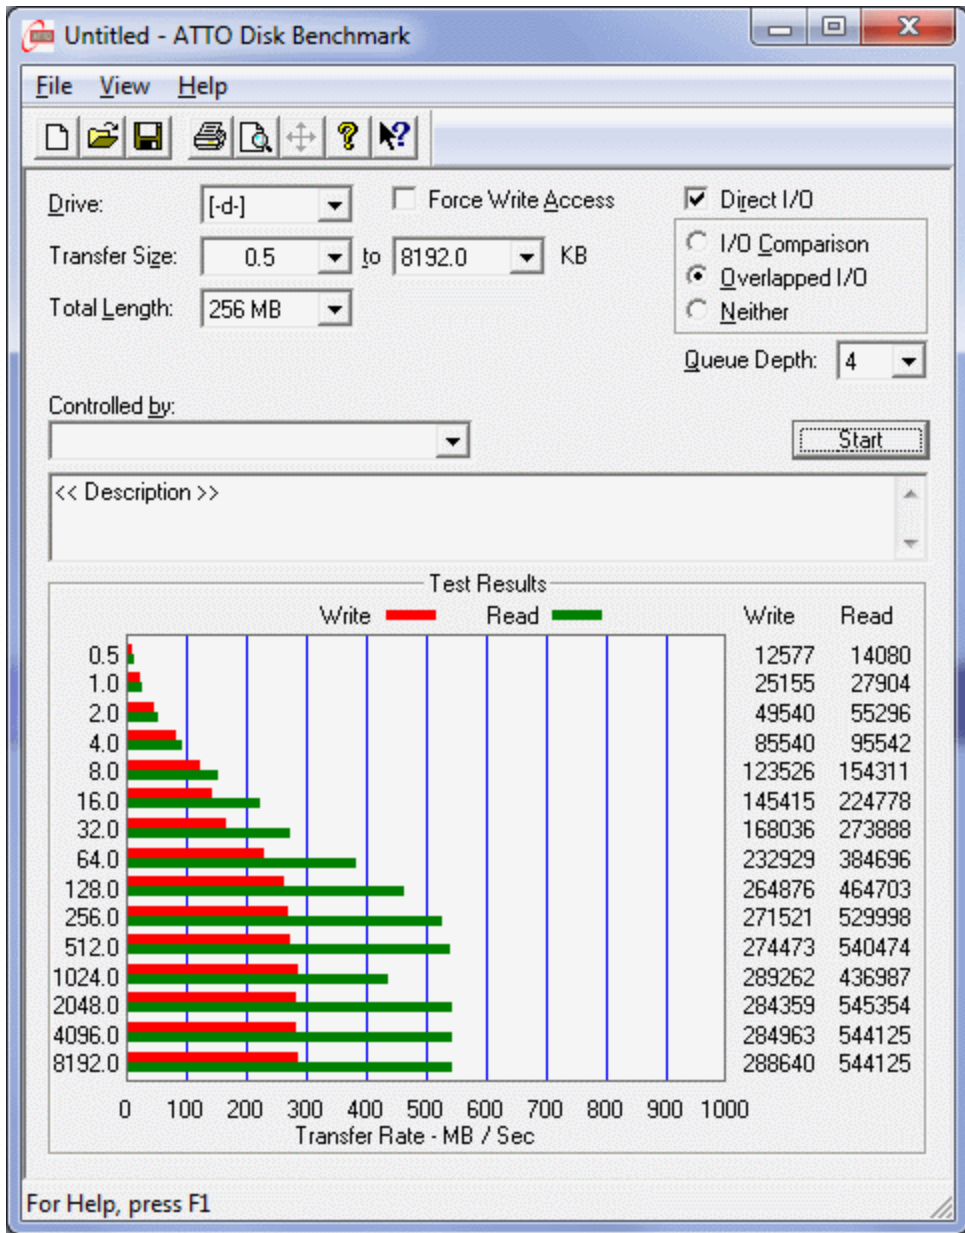 Untitled - ATTO Disk Benchmark
File View Help
Drive: [-d-] Force Write Access Direct I/O
Transfer Size: 0.5 to 8192.0 KB I/O Comparison
Overlapped I/O
Total Length: 256 MB Neither
Queue Depth: 4
Controlled by:
Start
<< Description >>
Test Results
Write Read Write Read
0.5 12577 14080
1.0 25155 27904
2.0 49540 55296
4.0 85540 95542
8.0 123526 154311
16.0 145415 224778
32.0 168036 273888
64.0 232929 384696
128.0 264876 464703
256.0 271521 529998
512.0 274473 540474
1024.0 289262 436987
2048.0 284359 545354
4096.0 284963 544125
8192.0 288640 544125
0 100 200 300 400 500 600 700 800 900 1000
Transfer Rate - MB / Sec
For Help, press F1